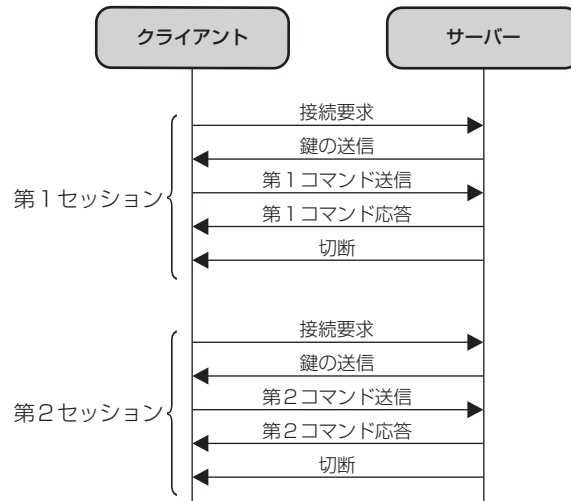 クライアント
サーバー
接続要求
鍵の送信
第1セッション
第1コマンド送信
第1コマンド応答
切断
接続要求
鍵の送信
第2セッション
第2コマンド送信
第2コマンド応答
切断